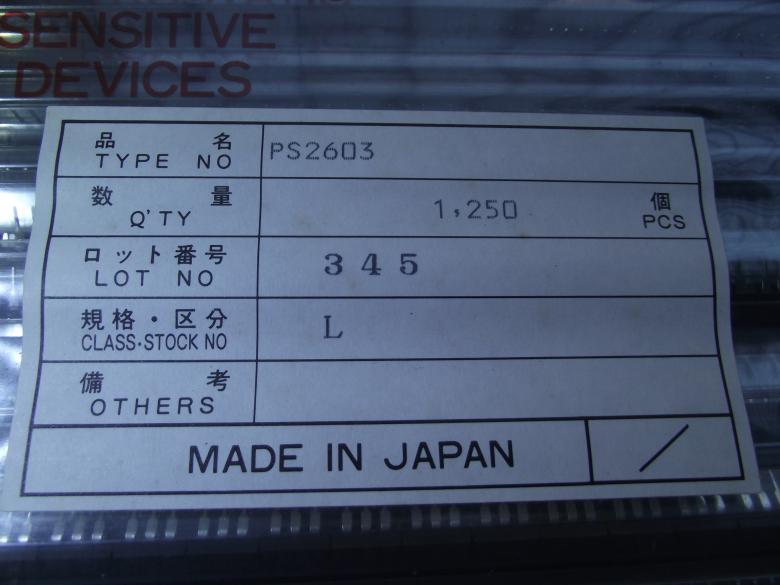 SENSITIVE
DEVICES
品 名 PS2603
TYPE NO
数 量 1,250 個
Q'TY PCS
ロット番号 3 4 5
LOT NO
規格・区分 L
CLASS・STOCK NO
備 考
OTHERS
MADE IN JAPAN /